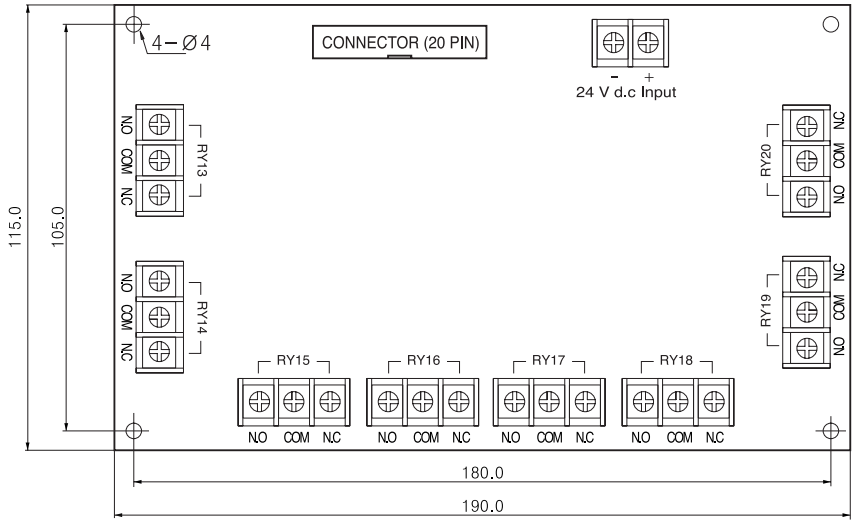 4-Ø4
CONNECTOR (20 PIN)
- +
24 V d.c Input
N.O
COM
N.C
RY13
N.C
COM
N.O
RY20
115.0
105.0
N.O
COM
N.C
RY14
N.C
COM
N.O
RY19
RY15
RY16
RY17
RY18
N.O COM N.C
N.O COM N.C
N.O COM N.C
N.O COM N.C
180.0
190.0